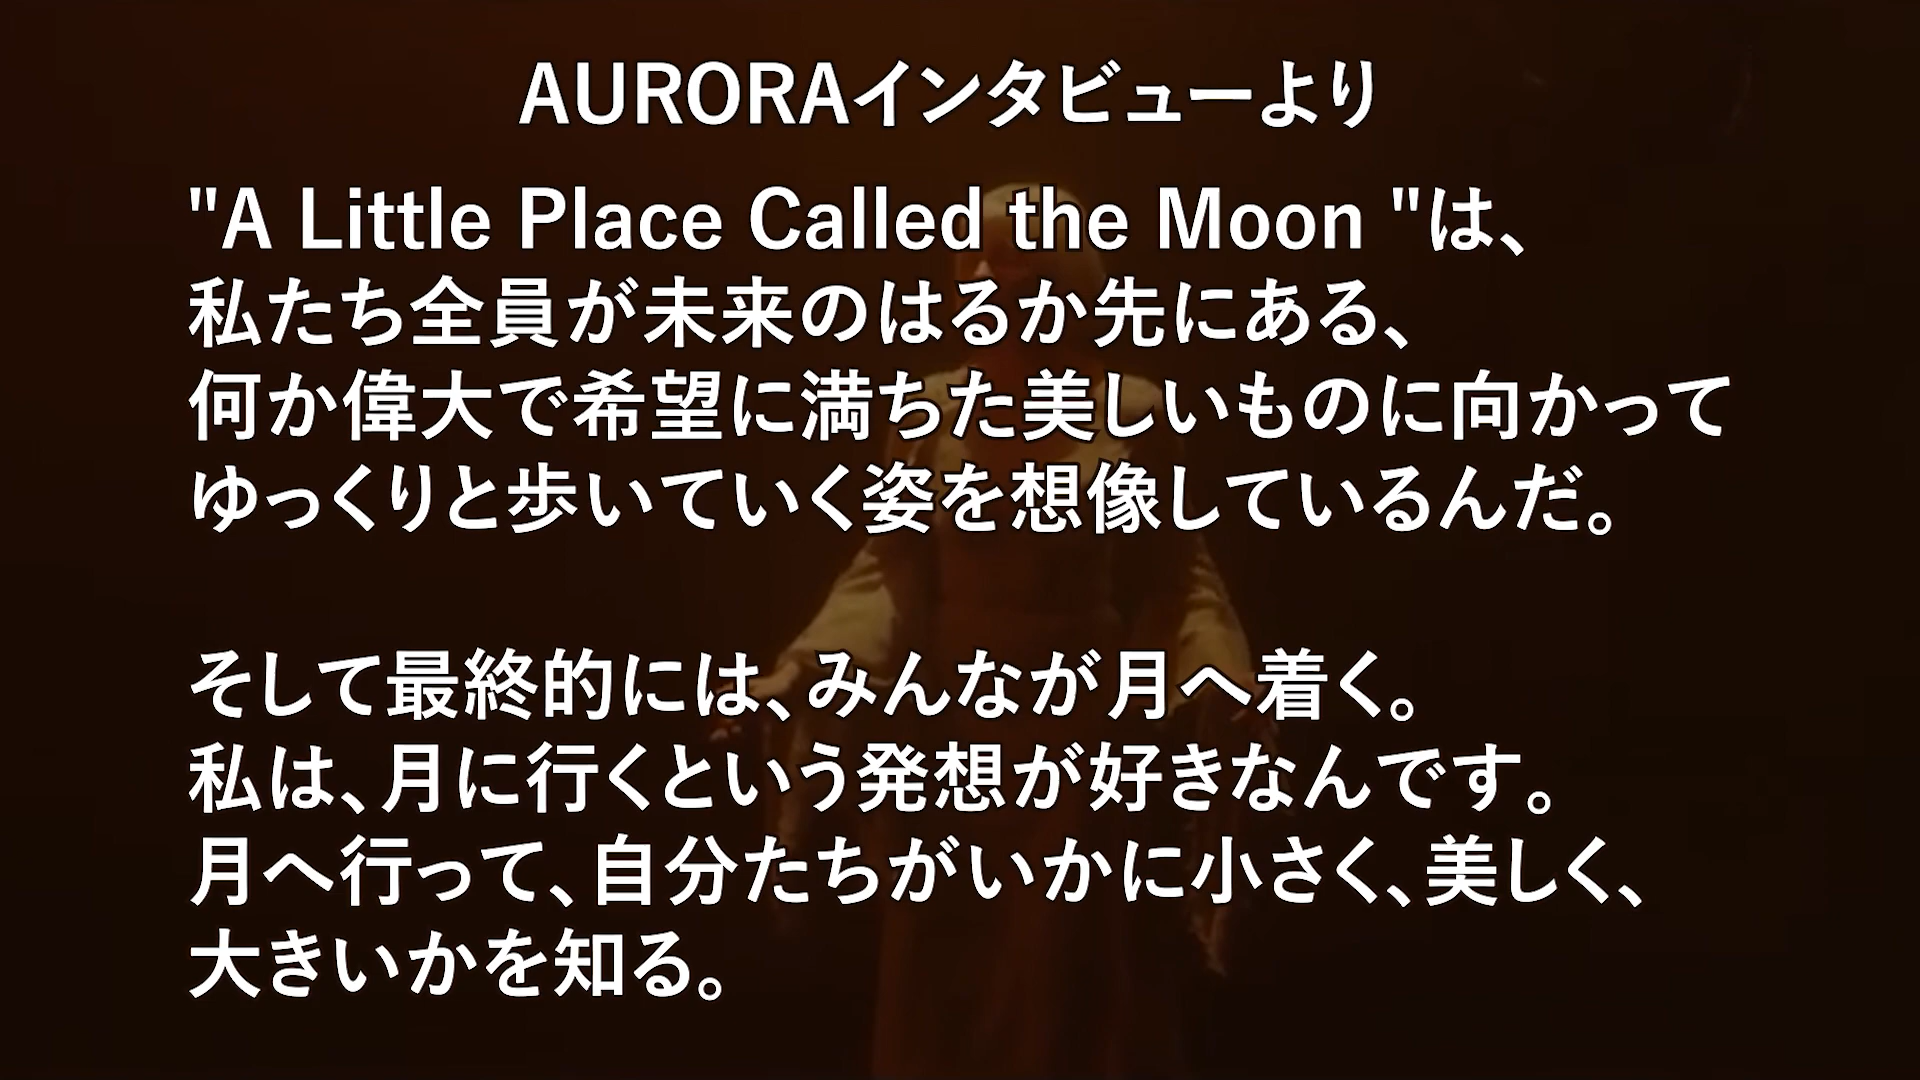 AURORAインタビューより
"A Little Place Called the Moon "は、
私たち全員が未来のはるか先にある、
何か偉大で希望に満ちた美しいものに向かって
ゆっくりと歩いていく姿を想像しているんだ。
そして最終的には、みんなが月へ着く。
私は、月に行くという発想が好きなんです。
月へ行って、自分たちがいかに小さく、美しく、
大きいかを知る。